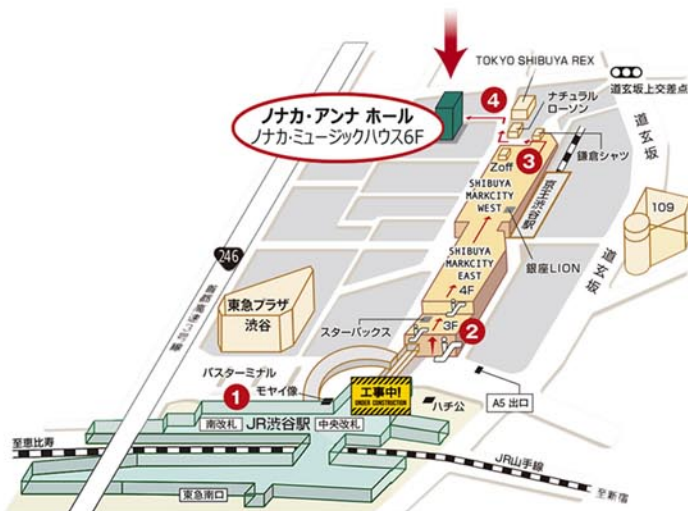 TOKYO SHIBUYA REX
道玄坂上交差点
ナチュラル
ローソン
4
ノナカ・アンナ ホール
ノナカ・ミュージックハウス6F
鎌倉シャツ
道玄坂
Zoff
3
SHIBUYA
MARKCITY
WEST
京王渋谷駅
109
銀座LION
246
SHIBUYA
MARKCITY
EAST
道玄坂
4F
東急プラザ
渋谷
スターバックス
3F
2
バスターミナル
モヤイ像
1
工事中!
UNDER CONSTRUCTION
ハチ公
A5 出口
南改札
JR渋谷駅
中央改札
至恵比寿
JR山手線
東急南口
至新宿